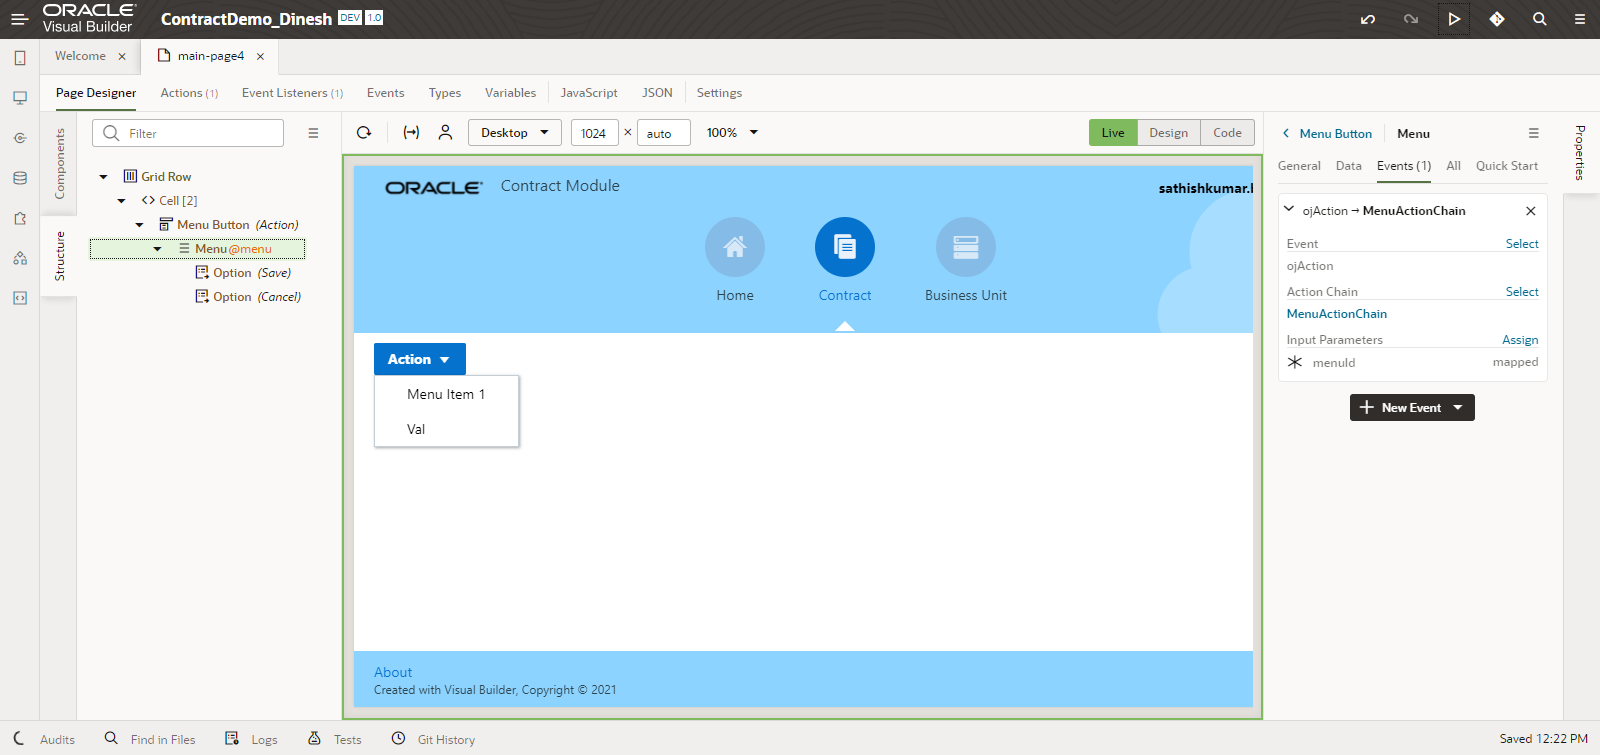 ORACLE
Visual Builder
ContractDemo_Dinesh DEV 1.0
Welcome × main-page4 ×
Page Designer Actions (1) Event Listeners (1) Events Types Variables JavaScript JSON Settings
Components
Structure
Filter
Grid Row
<> Cell [2]
Menu Button (Action)
Menu @menu
Option (Save)
Option (Cancel)
Desktop 1024 × auto 100% Live Design Code
ORACLE Contract Module
sathishkumar.
Home Contract Business Unit
Action
Menu Item 1
Val
About
Created with Visual Builder, Copyright © 2021
Menu Button Menu
General Data Events (1) All Quick Start
ojAction → MenuActionChain
Event Select
ojAction
Action Chain Select
MenuActionChain
Input Parameters Assign
menuId mapped
+ New Event
Properties
Audits Find in Files Logs Tests Git History
Saved 12:22 PM